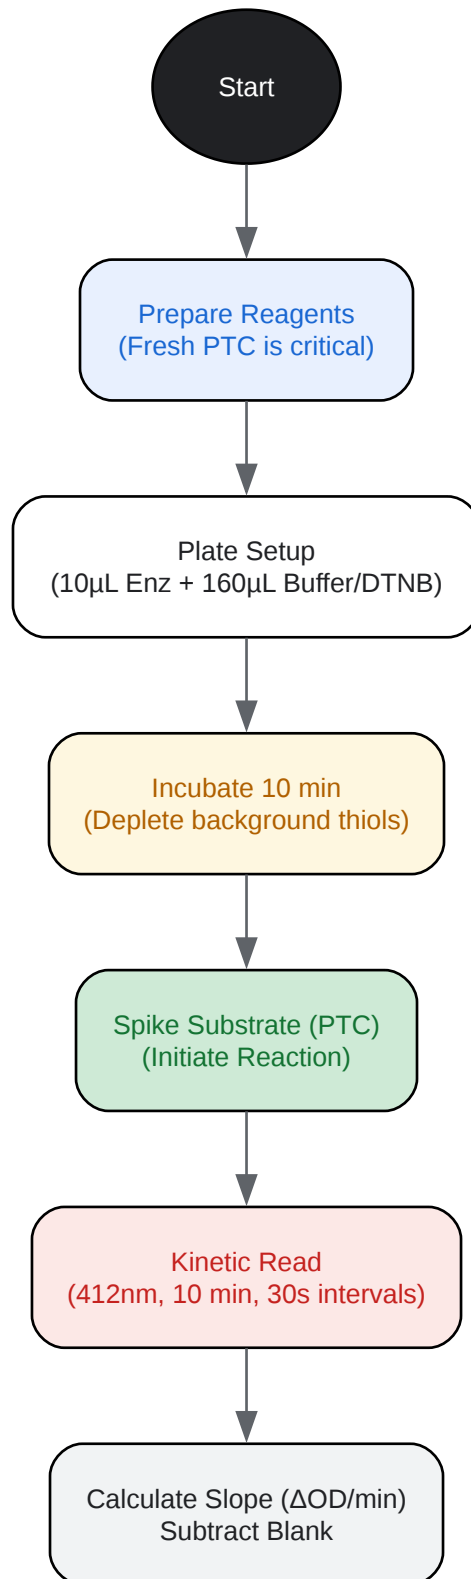 Start
Prepare Reagents
(Fresh PTC is critical)
Plate Setup
(10µL Enz + 160µL Buffer/DTNB)
Incubate 10 min
(Deplete background thiols)
Spike Substrate (PTC)
(Initiate Reaction)
Kinetic Read
(412nm, 10 min, 30s intervals)
Calculate Slope (ΔOD/min)
Subtract Blank